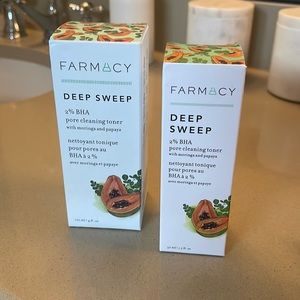 FARMACY
DEEP SWEEP
2% BHA
pore cleaning toner
with moringa and papaya
nettoyant tonique
pour pores au
BHA à 2 %
avec moringa et papaye
FARMACY
DEEP
SWEEP
2% BHA
pore cleaning toner
with moringa and papaya
nettoyant tonique
pour pores au
BHA à 2 %
avec moringa et papaye